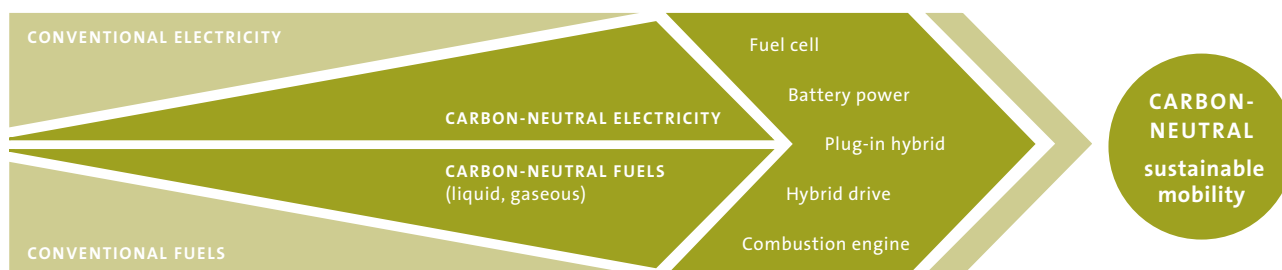 CONVENTIONAL ELECTRICITY
CARBON-NEUTRAL ELECTRICITY
CARBON-NEUTRAL FUELS
(liquid, gaseous)
CONVENTIONAL FUELS
Fuel cell
Battery power
Plug-in hybrid
Hybrid drive
Combustion engine
CARBON-
NEUTRAL
sustainable
mobility